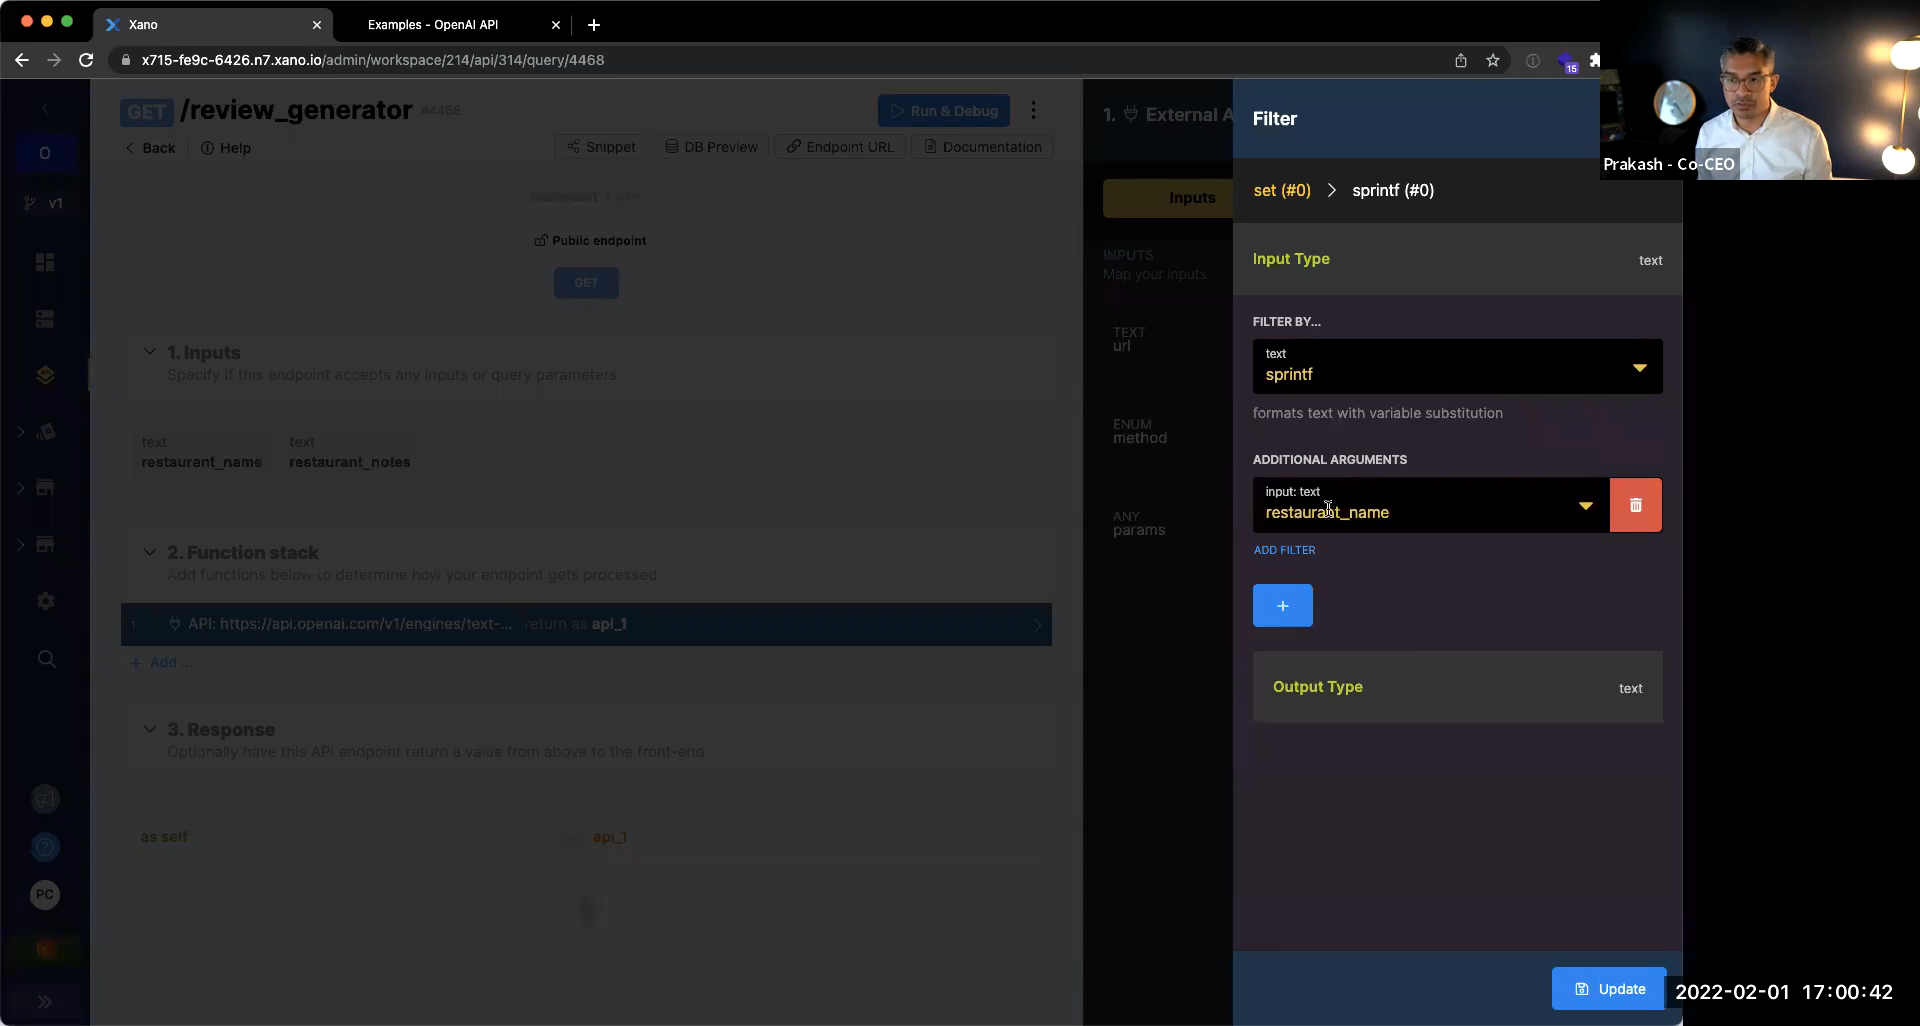 Xano
Examples - OpenAI API
x715-fe9c-6426.n7.xano.io/admin/workspace/214/api/314/query/4468
15
GET /review_generator #4468
Run & Debug
Back
Help
Snippet
DB Preview
Endpoint URL
Documentation
O
v1
Public endpoint
GET
1. Inputs
Specify if this endpoint accepts any inputs or query parameters
text
restaurant_name
text
restaurant_notes
2. Function stack
Add functions below to determine how your endpoint gets processed
1 API: https://api.openai.com/v1/engines/text-... return as api_1
+ Add ...
3. Response
Optionally have this API endpoint return a value from above to the front-end
as self
api_1
PC
1. External A
Inputs
INPUTS
Map your inputs
TEXT
url
ENUM
method
ANY
params
Filter
set (#0) > sprintf (#0)
Input Type
text
FILTER BY...
text
sprintf
formats text with variable substitution
ADDITIONAL ARGUMENTS
input: text
restaurant_name
ADD FILTER
+
Output Type
text
Update
Prakash - Co-CEO
2022-02-01 17:00:42